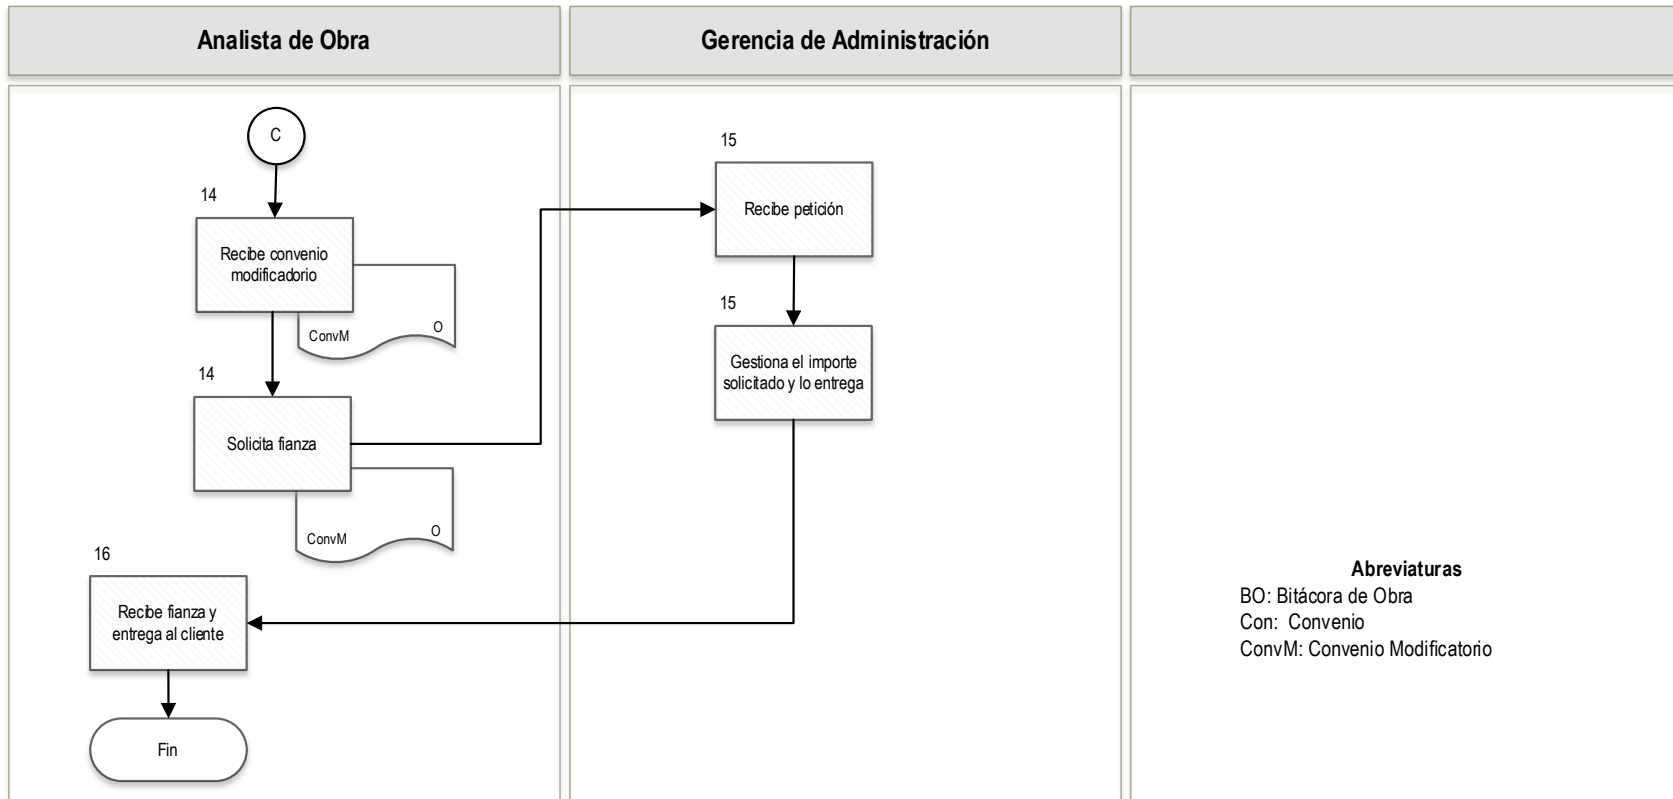 Analista de Obra
Gerencia de Administración
C
14
Recibe convenio
modificadorio
ConvM
O
14
Solicita fianza
ConvM
O
15
Recibe petición
15
Gestiona el importe
solicitado y lo entrega
16
Recibe fianza y
entrega al cliente
Fin
Abreviaturas
BO: Bitácora de Obra
Con: Convenio
ConvM: Convenio Modificatorio